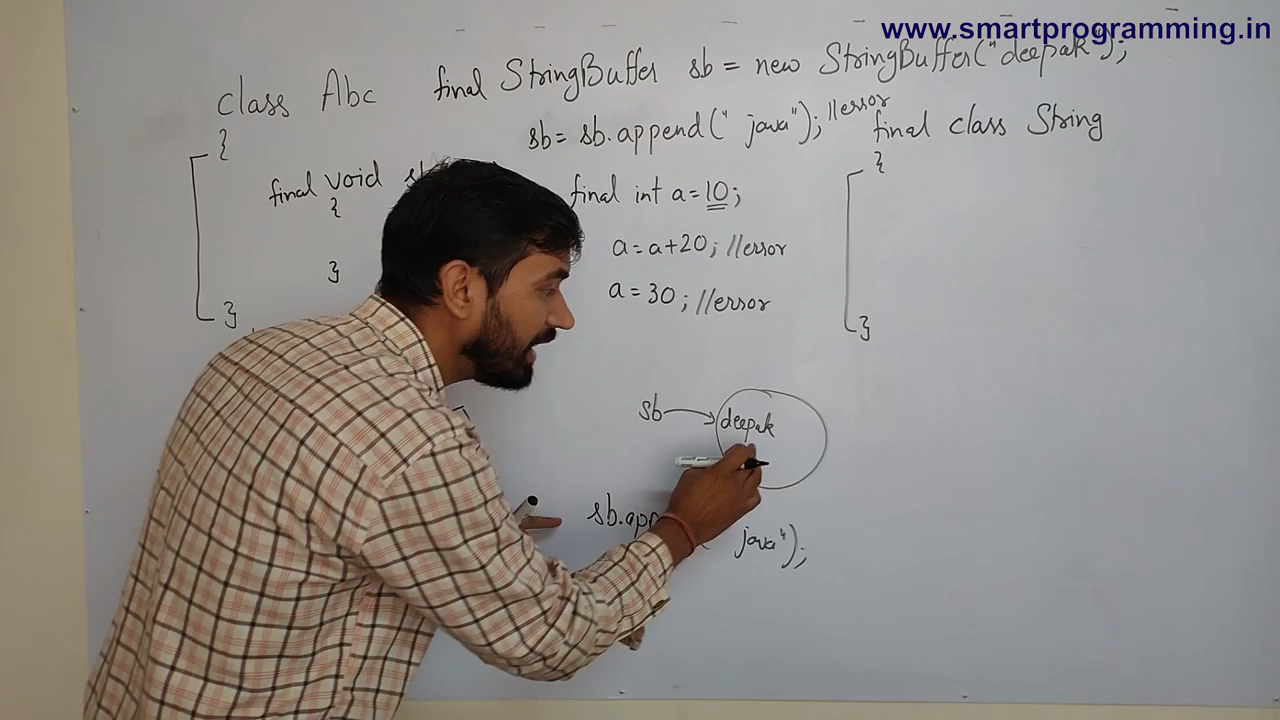 www.smartprogramming.in
class Abc
{
final void
{
}
}
final StringBuffer sb = new StringBuffer("deepak");
sb = sb.append(" java"); //error
final int a = 10;
a = a+20; //error
a = 30; //error
final class String
{
}
sb
deepak
sb.app java");